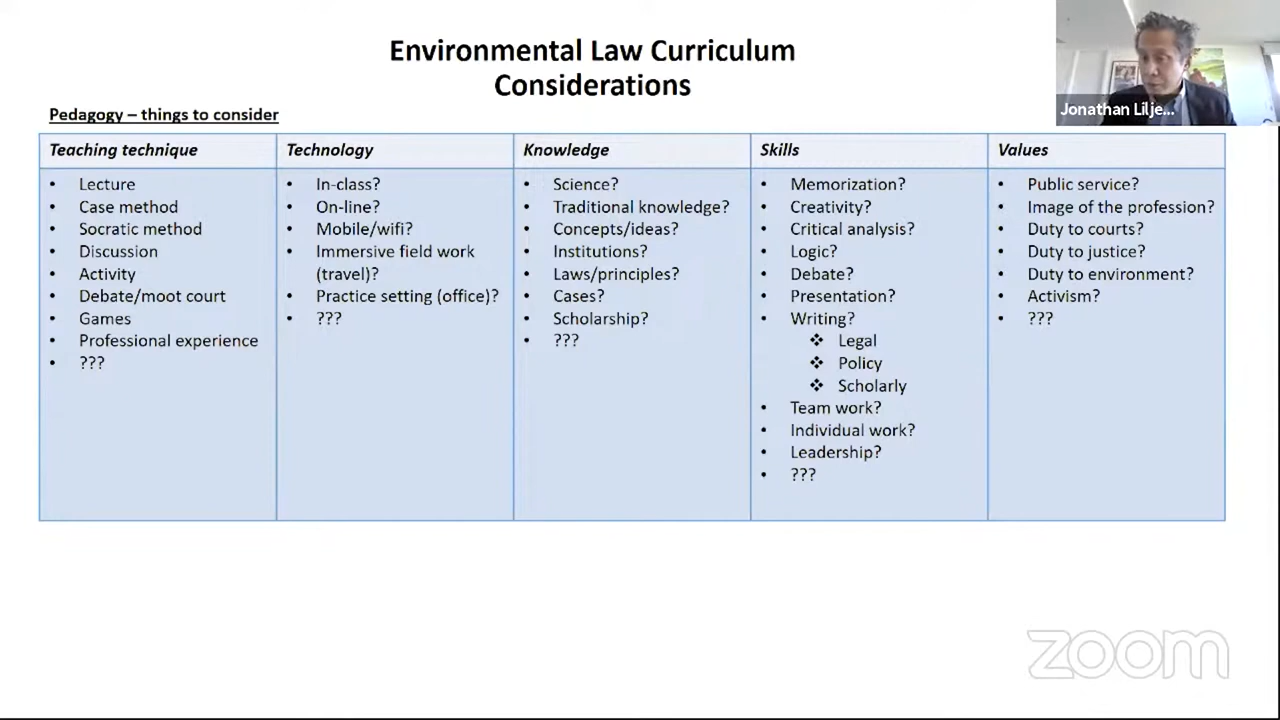 Environmental Law Curriculum
Considerations
Jonathan Lilje...
Pedagogy – things to consider
Teaching technique
• Lecture
• Case method
• Socratic method
• Discussion
• Activity
• Debate/moot court
• Games
• Professional experience
• ???
Technology
• In-class?
• On-line?
• Mobile/wifi?
• Immersive field work
(travel)?
• Practice setting (office)?
• ???
Knowledge
• Science?
• Traditional knowledge?
• Concepts/ideas?
• Institutions?
• Laws/principles?
• Cases?
• Scholarship?
• ???
Skills
• Memorization?
• Creativity?
• Critical analysis?
• Logic?
• Debate?
• Presentation?
• Writing?
❖ Legal
❖ Policy
❖ Scholarly
• Team work?
• Individual work?
• Leadership?
• ???
Values
• Public service?
• Image of the profession?
• Duty to courts?
• Duty to justice?
• Duty to environment?
• Activism?
• ???
zoom